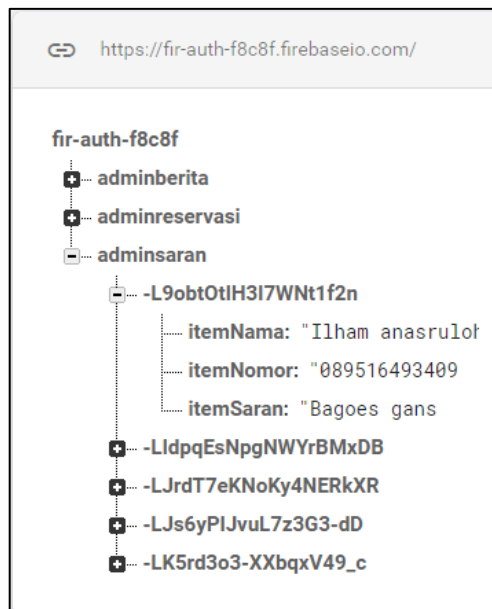 https://fir-auth-f8c8f.firebaseio.com/
fir-auth-f8c8f
adminberita
adminreservasi
adminsaran
-L9obtOtIH3I7WNt1f2n
itemNama: "Ilham anasruloh
itemNomor: "089516493409
itemSaran: "Bagoes gans
-LIdpqEsNpgNWYrBMxDB
-LJrdT7eKNoKy4NERkXR
-LJs6yPIJvuL7z3G3-dD
-LK5rd3o3-XXbqxV49_c